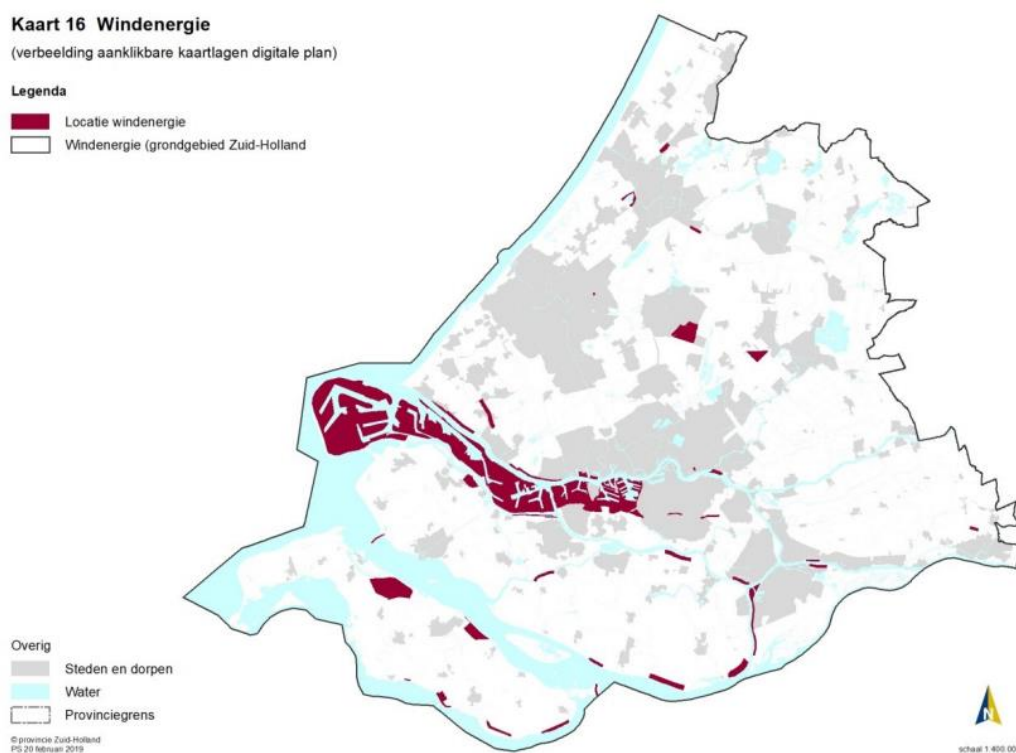 Kaart 16 Windenergie
(verbeelding aanklikbare kaartlagen digitale plan)
Legenda
Locatie windenergie
Windenergie (grondgebied Zuid-Holland
Overig
Steden en dorpen
Water
Provinciegrens
© provincie Zuid-Holland
PS 20 februari 2019
N
schaal 1:400.00